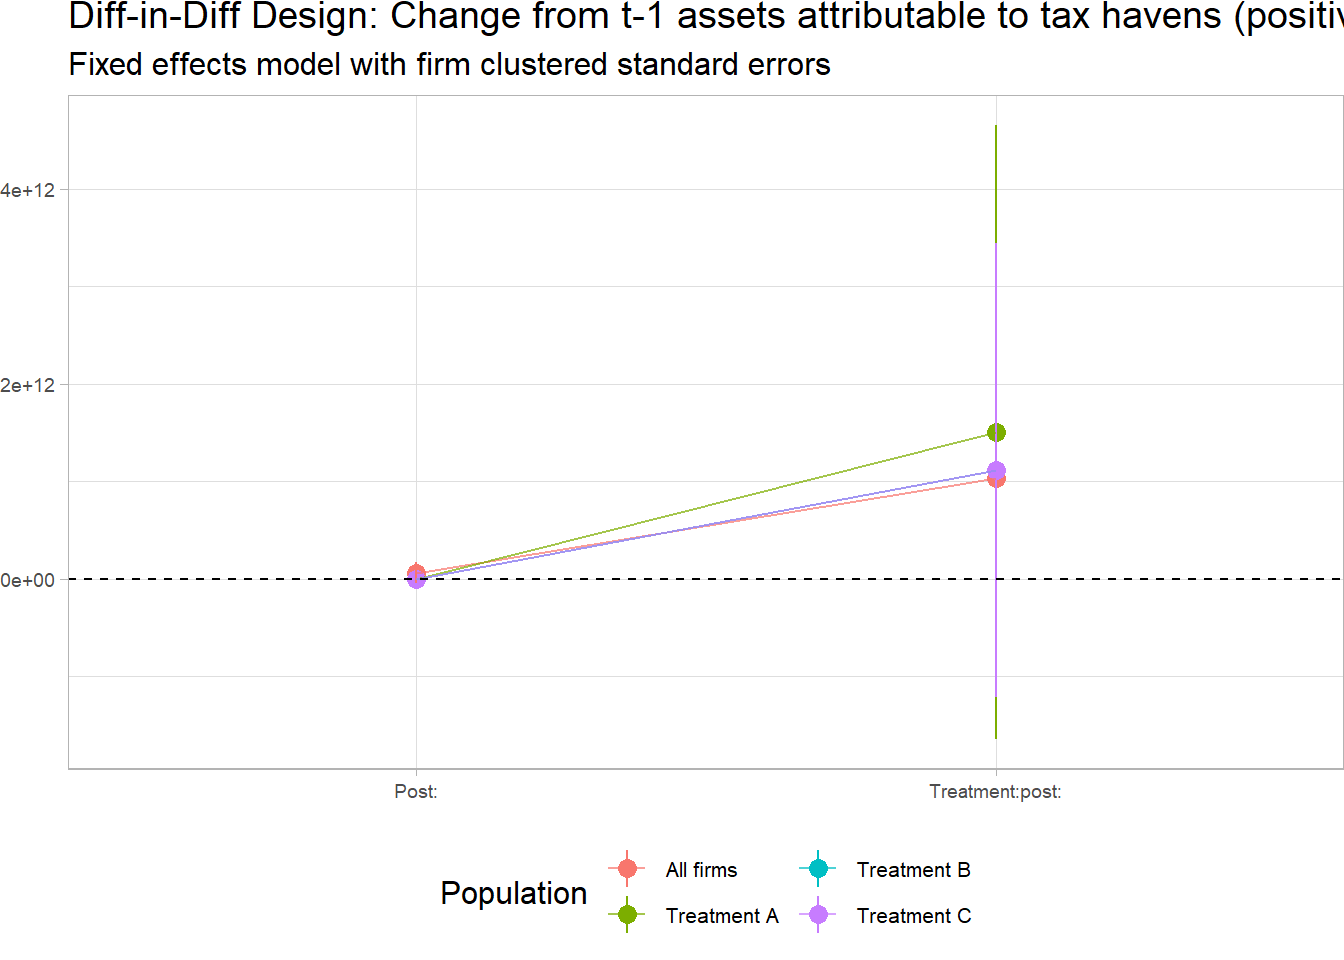 Diff-in-Diff Design: Change from t-1 assets attributable to tax havens (positiv
Fixed effects model with firm clustered standard errors
4e+12
2e+12
0e+00
Post:
Treatment:post:
Population
All firms
Treatment B
Treatment A
Treatment C